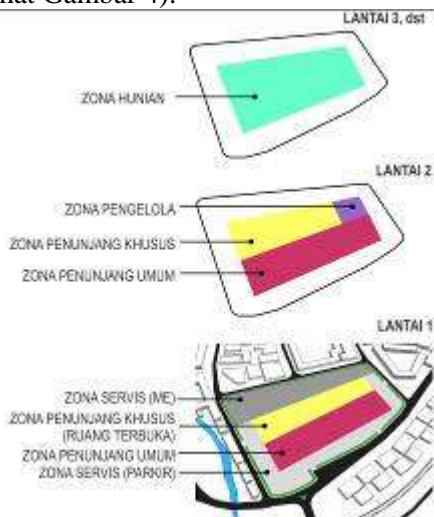 hat Gambar 4).
LANTAI 3, dst
ZONA HUNIAN
LANTAI 2
ZONA PENGELOLA
ZONA PENUNJANG KHUSUS
ZONA PENUNJANG UMUM
LANTAI 1
ZONA SERVIS (ME)
ZONA PENUNJANG KHUSUS
(RUANG TERBUKA)
ZONA PENUNJANG UMUM
ZONA SERVIS (PARKIR)